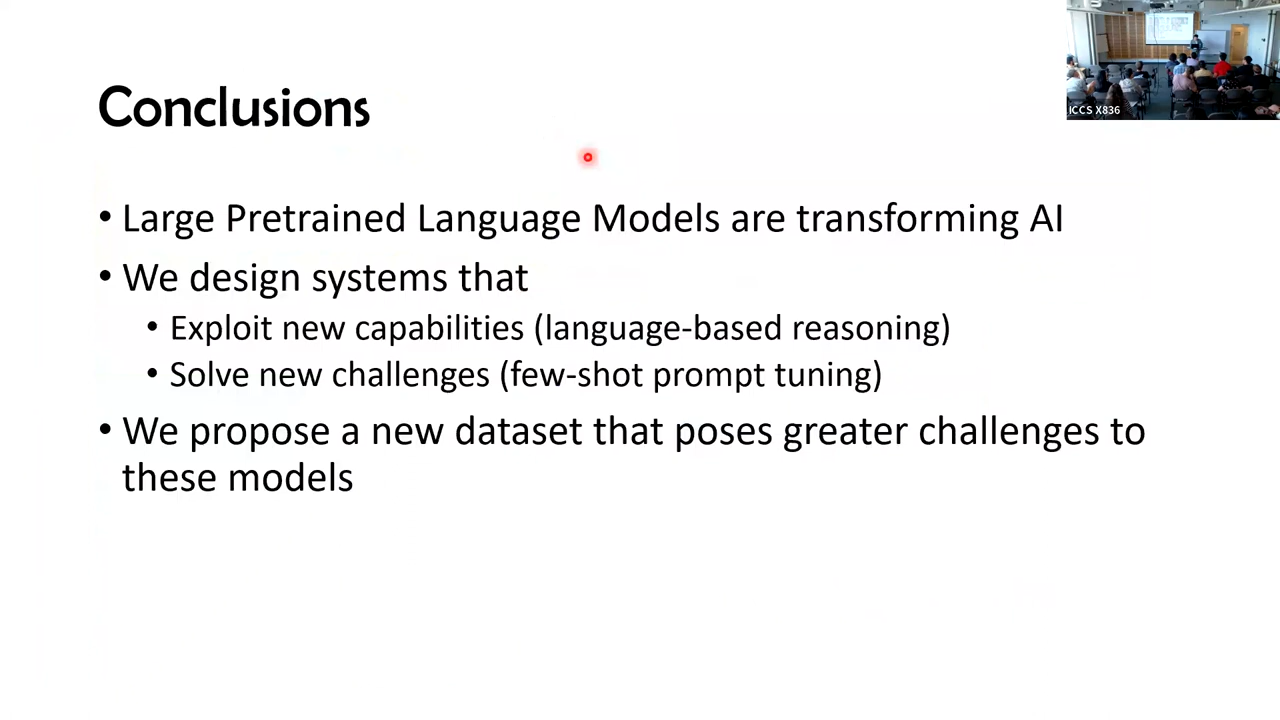 ICCS X836
Conclusions
• Large Pretrained Language Models are transforming AI
• We design systems that
• Exploit new capabilities (language-based reasoning)
• Solve new challenges (few-shot prompt tuning)
• We propose a new dataset that poses greater challenges to
these models